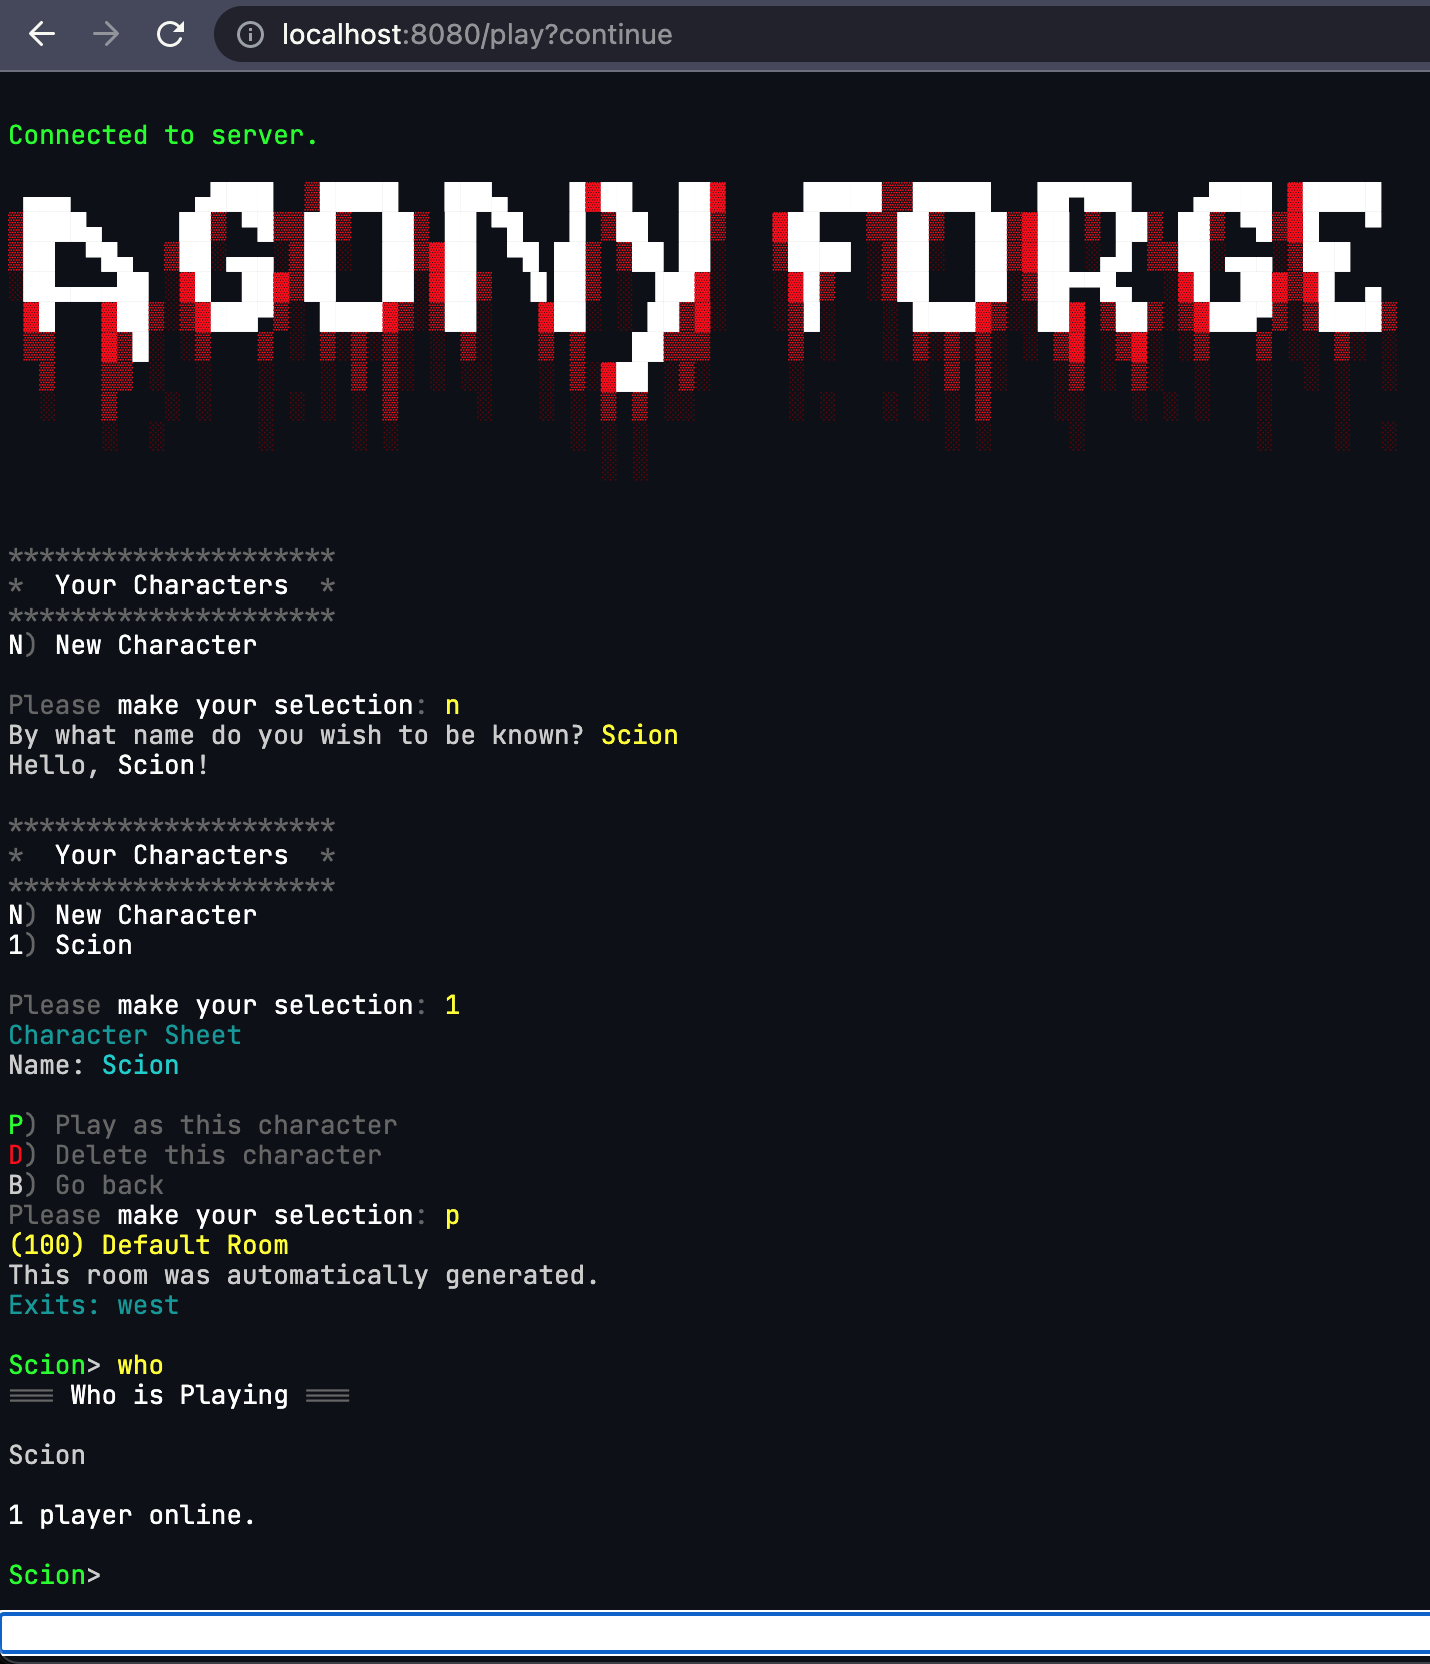 localhost:8080/play?continue
Connected to server.
AGONY FORGE
*********************
*  Your Characters  *
*********************
N) New Character
Please make your selection: n
By what name do you wish to be known? Scion
Hello, Scion!
*********************
*  Your Characters  *
*********************
N) New Character
1) Scion
Please make your selection: 1
Character Sheet
Name: Scion
P) Play as this character
D) Delete this character
B) Go back
Please make your selection: p
(100) Default Room
This room was automatically generated.
Exits: west
Scion> who
=== Who is Playing ===
Scion
1 player online.
Scion>